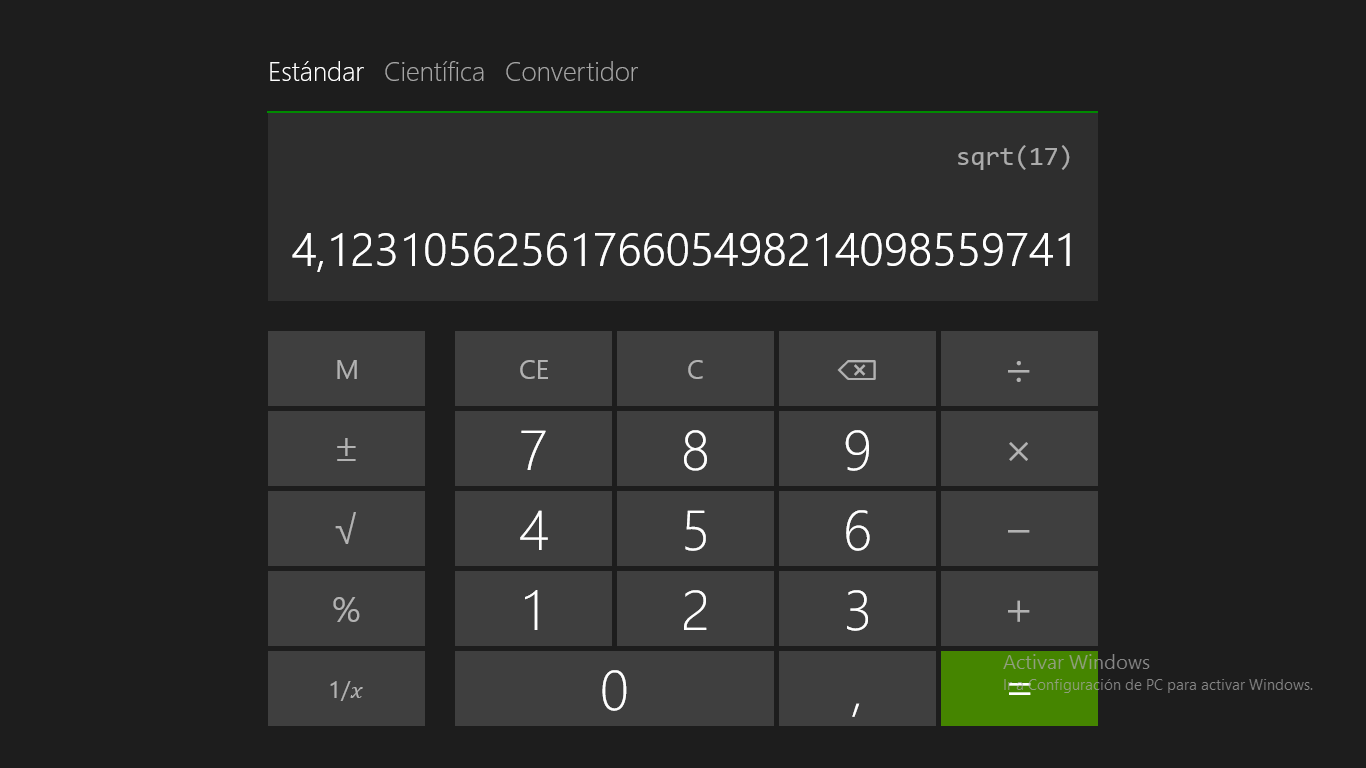 Estándar Científica Convertidor
sqrt(17)
4,1231056256176605498214098559741
M CE C ÷
± 7 8 9 ×
√ 4 5 6 −
% 1 2 3 +
1/x 0 , =
Activar Windows
Ir a Configuración de PC para activar Windows.